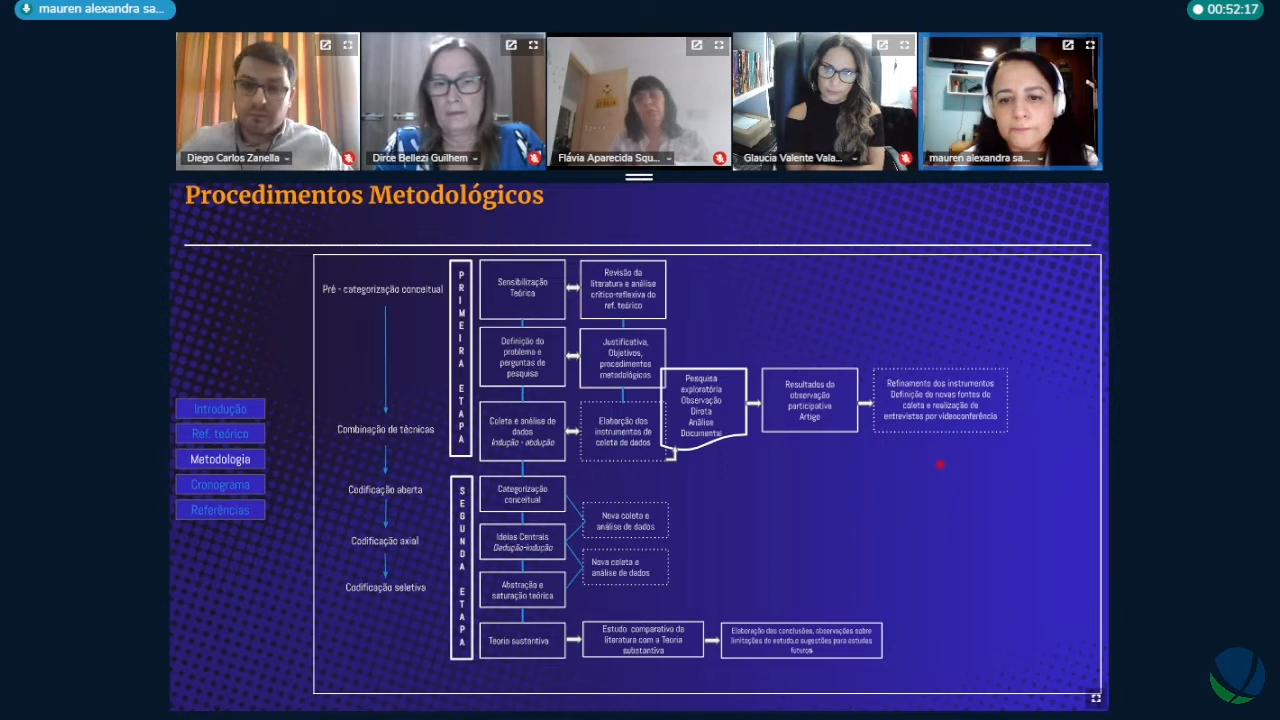 mauren alexandra sa...
00:52:17
Diego Carlos Zanella
Dirce Bellezi Guilhem
Flávia Aparecida Squ...
Glaucia Valente Vala...
mauren alexandra sa...
Procedimentos Metodológicos
Introdução
Ref. teórico
Metodologia
Cronograma
Referências
Pré - categorização conceitual
Combinação de técnicas
Codificação aberta
Codificação axial
Codificação seletiva
PRIMEIRA ETAPA
Sensibilização
Teórica
Revisão da
literatura e análise
crítico-reflexiva do
ref. teórico
Definição do
problema e
perguntas de
pesquisa
Justificativa,
Objetivos,
procedimentos
metodológicos
Coleta e análise de
dados
Indução - abdução
Elaboração dos
instrumentos de
coleta de dados
Pesquisa
exploratória
Observação
Direta
Análise
Documental
Resultados da
observação
participativa
Artigo
Refinamento dos instrumentos
Definição de novas fontes de
coleta e realização de
entrevistas por videoconferência
SEGUNDA ETAPA
Categorização
conceitual
Ideias Centrais
Dedução-indução
Abstração e
saturação teórica
Teoria sustantiva
Nova coleta e
análise de dados
Nova coleta e
análise de dados
Estudo comparativo da
literatura com a Teoria
substantiva
Elaboração das conclusões, observações sobre
limitações do estudo,e sugestões para estudos
futuros